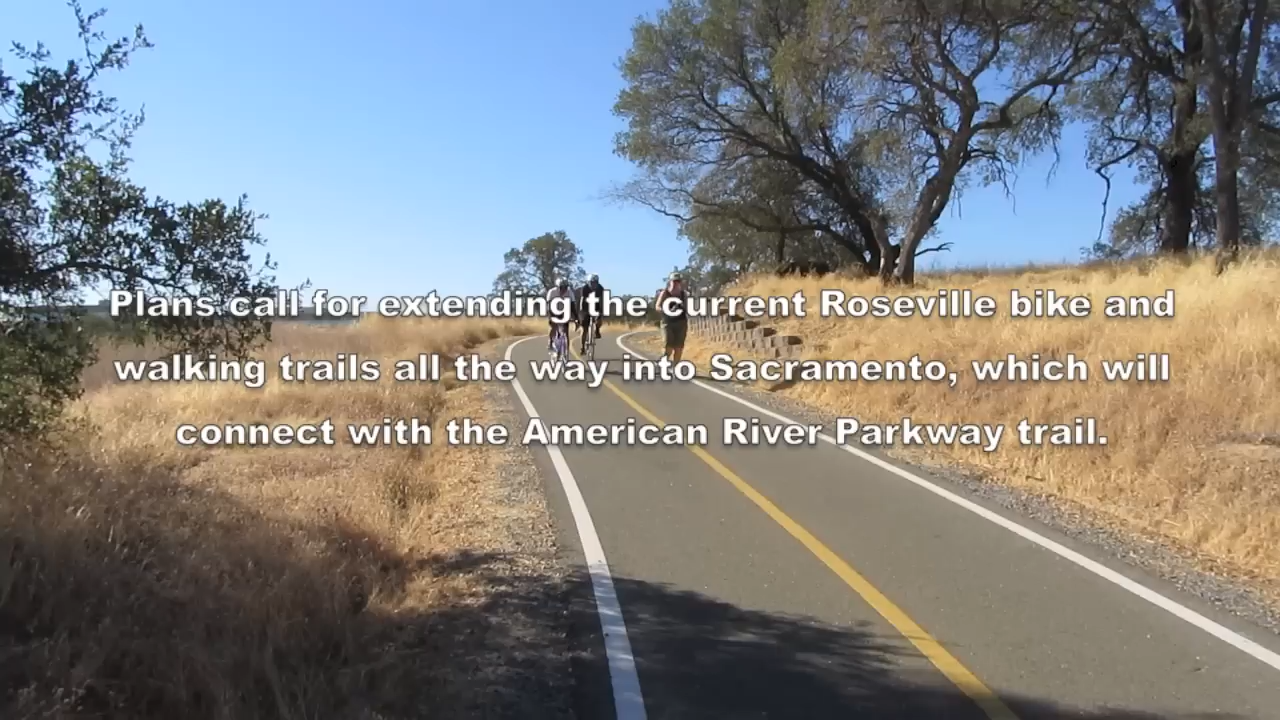 Plans call for extending the current Roseville bike and
walking trails all the way into Sacramento, which will
connect with the American River Parkway trail.